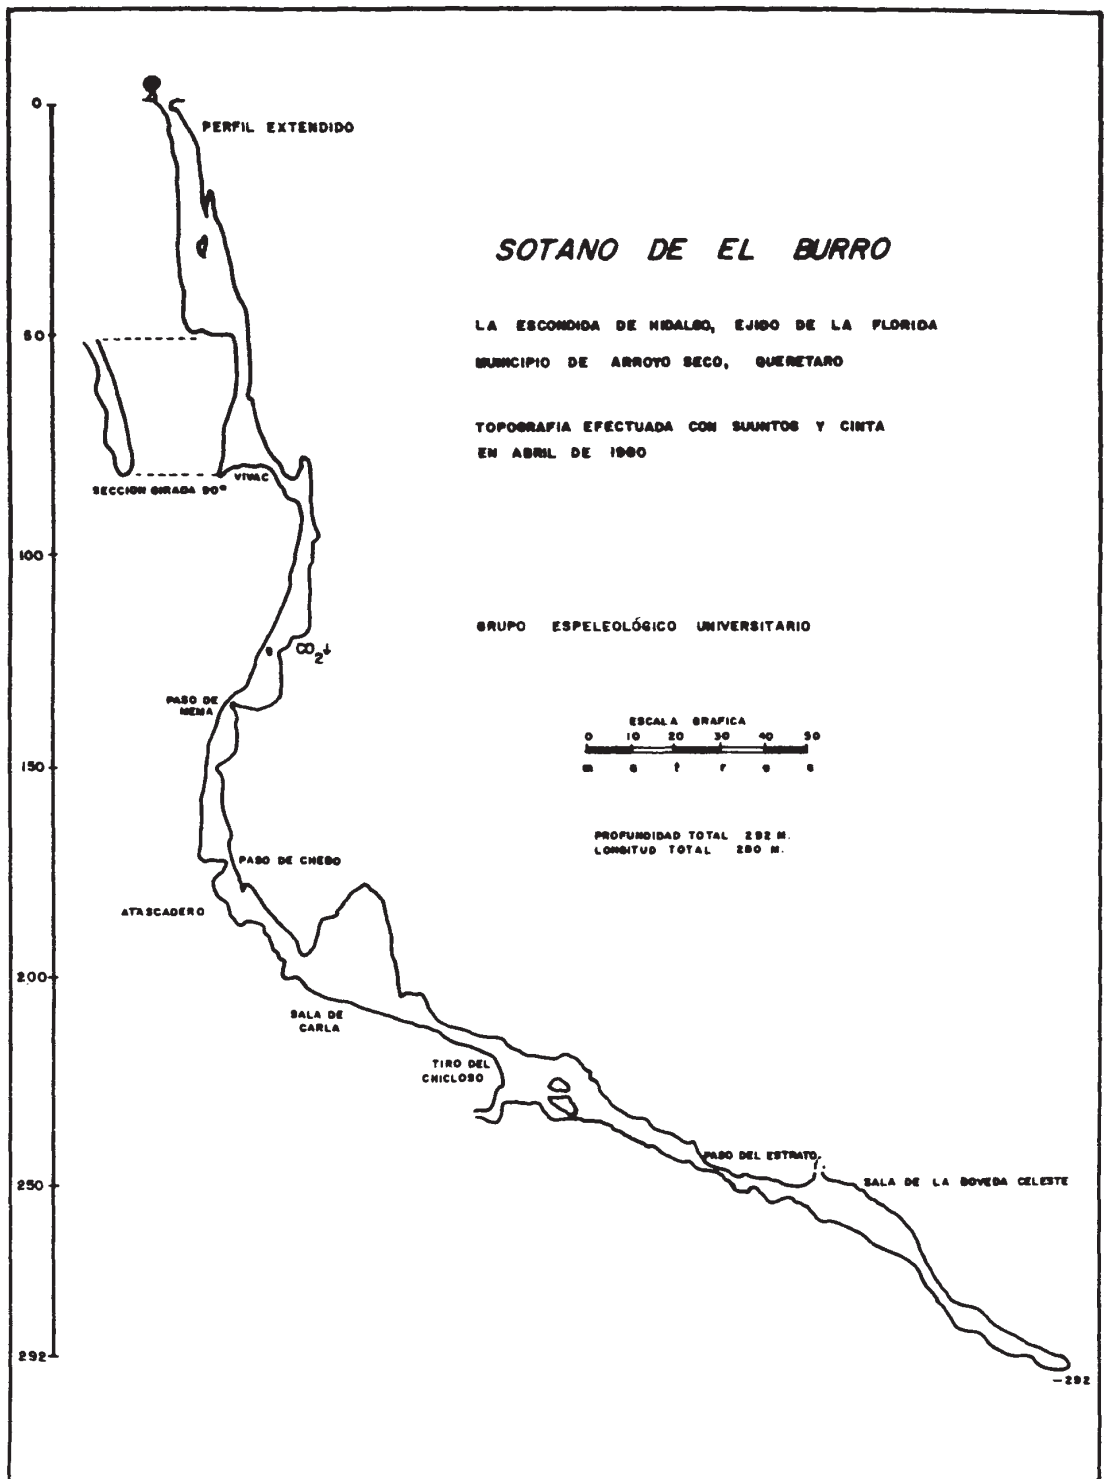 0
PERFIL EXTENDIDO
SOTANO DE EL BURRO
LA ESCONDIDA DE HIDALGO, EJIDO DE LA FLORIDA
MUNICIPIO DE ARROYO SECO, QUERETARO
50
TOPOGRAFIA EFECTUADA CON SUUNTOS Y CINTA
EN ABRIL DE 1980
VIVAC
SECCION GIRADA 90°
100
GRUPO ESPELEOLÓGICO UNIVERSITARIO
CO2↓
PASO DE
MEMA
ESCALA GRAFICA
0 10 20 30 40 50
m e t r o s
150
PROFUNDIDAD TOTAL 292 M.
LONGITUD TOTAL 280 M.
PASO DE CHEBO
ATASCADERO
200
SALA DE
CARLA
TIRO DEL
CHICLOSO
PASO DEL ESTRATO
250
SALA DE LA BOVEDA CELESTE
292
-292